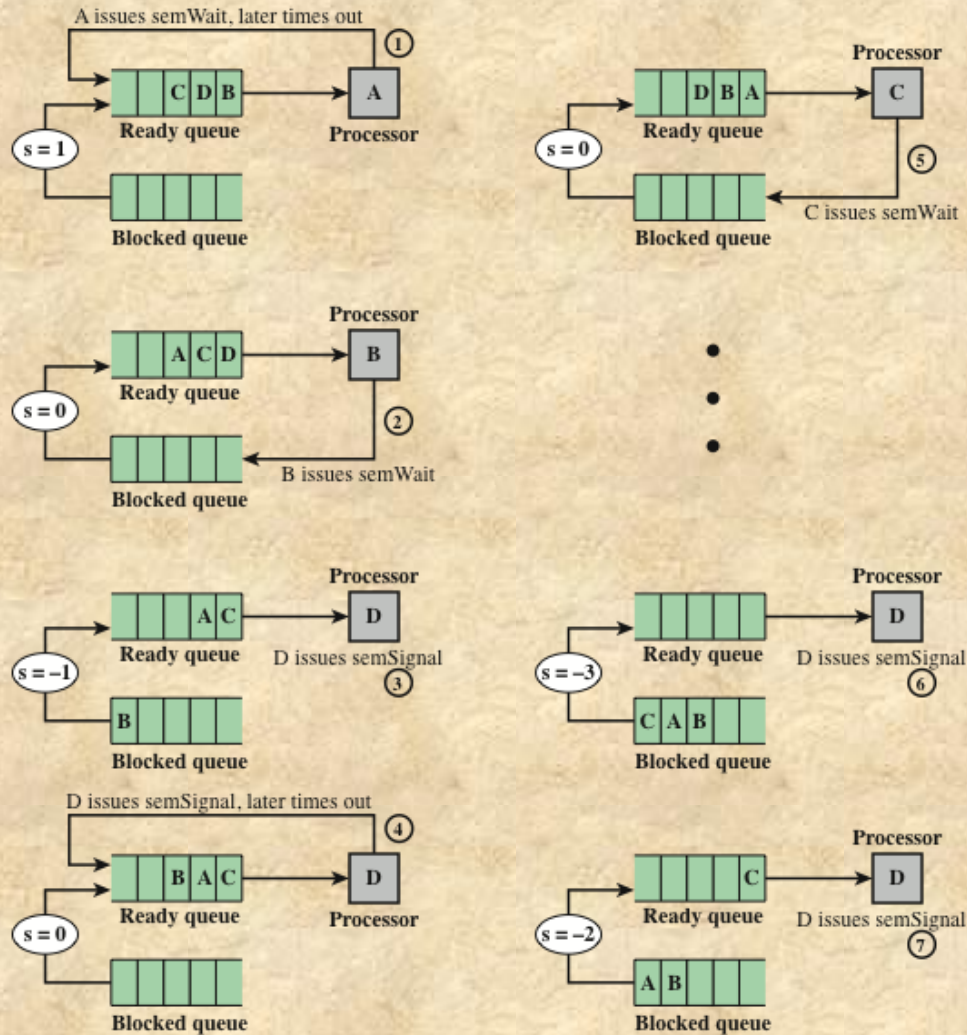 A issues semWait, later times out
1
C D B
A
Ready queue
Processor
s = 1
Blocked queue
Processor
B
A C D
Ready queue
s = 0
2
B issues semWait
Blocked queue
Processor
D
A C
Ready queue
D issues semSignal
s = –1
3
B
Blocked queue
D issues semSignal, later times out
4
B A C
D
Ready queue
Processor
s = 0
Blocked queue
Processor
D B A
C
Ready queue
s = 0
5
C issues semWait
Blocked queue
Processor
D
Ready queue
D issues semSignal
s = –3
6
C A B
Blocked queue
Processor
C
D
Ready queue
D issues semSignal
s = –2
7
A B
Blocked queue